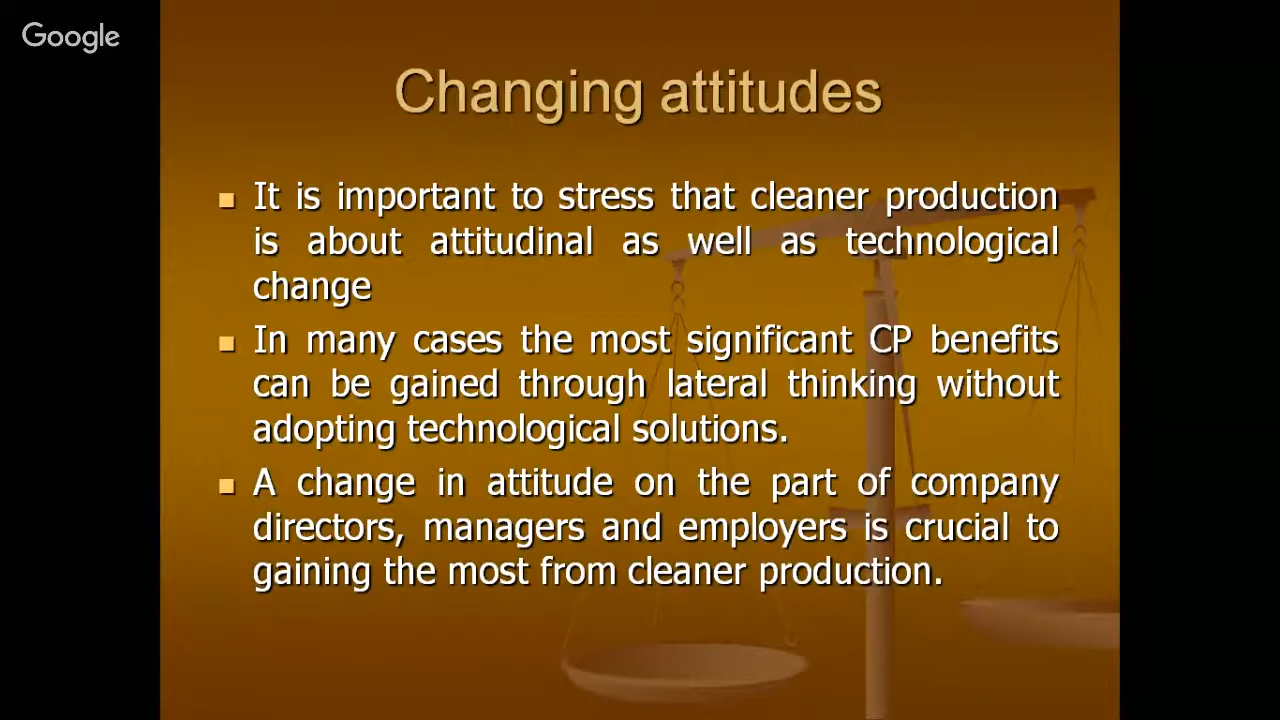 Google
Changing attitudes
It is important to stress that cleaner production
is about attitudinal as well as technological
change
In many cases the most significant CP benefits
can be gained through lateral thinking without
adopting technological solutions.
A change in attitude on the part of company
directors, managers and employers is crucial to
gaining the most from cleaner production.